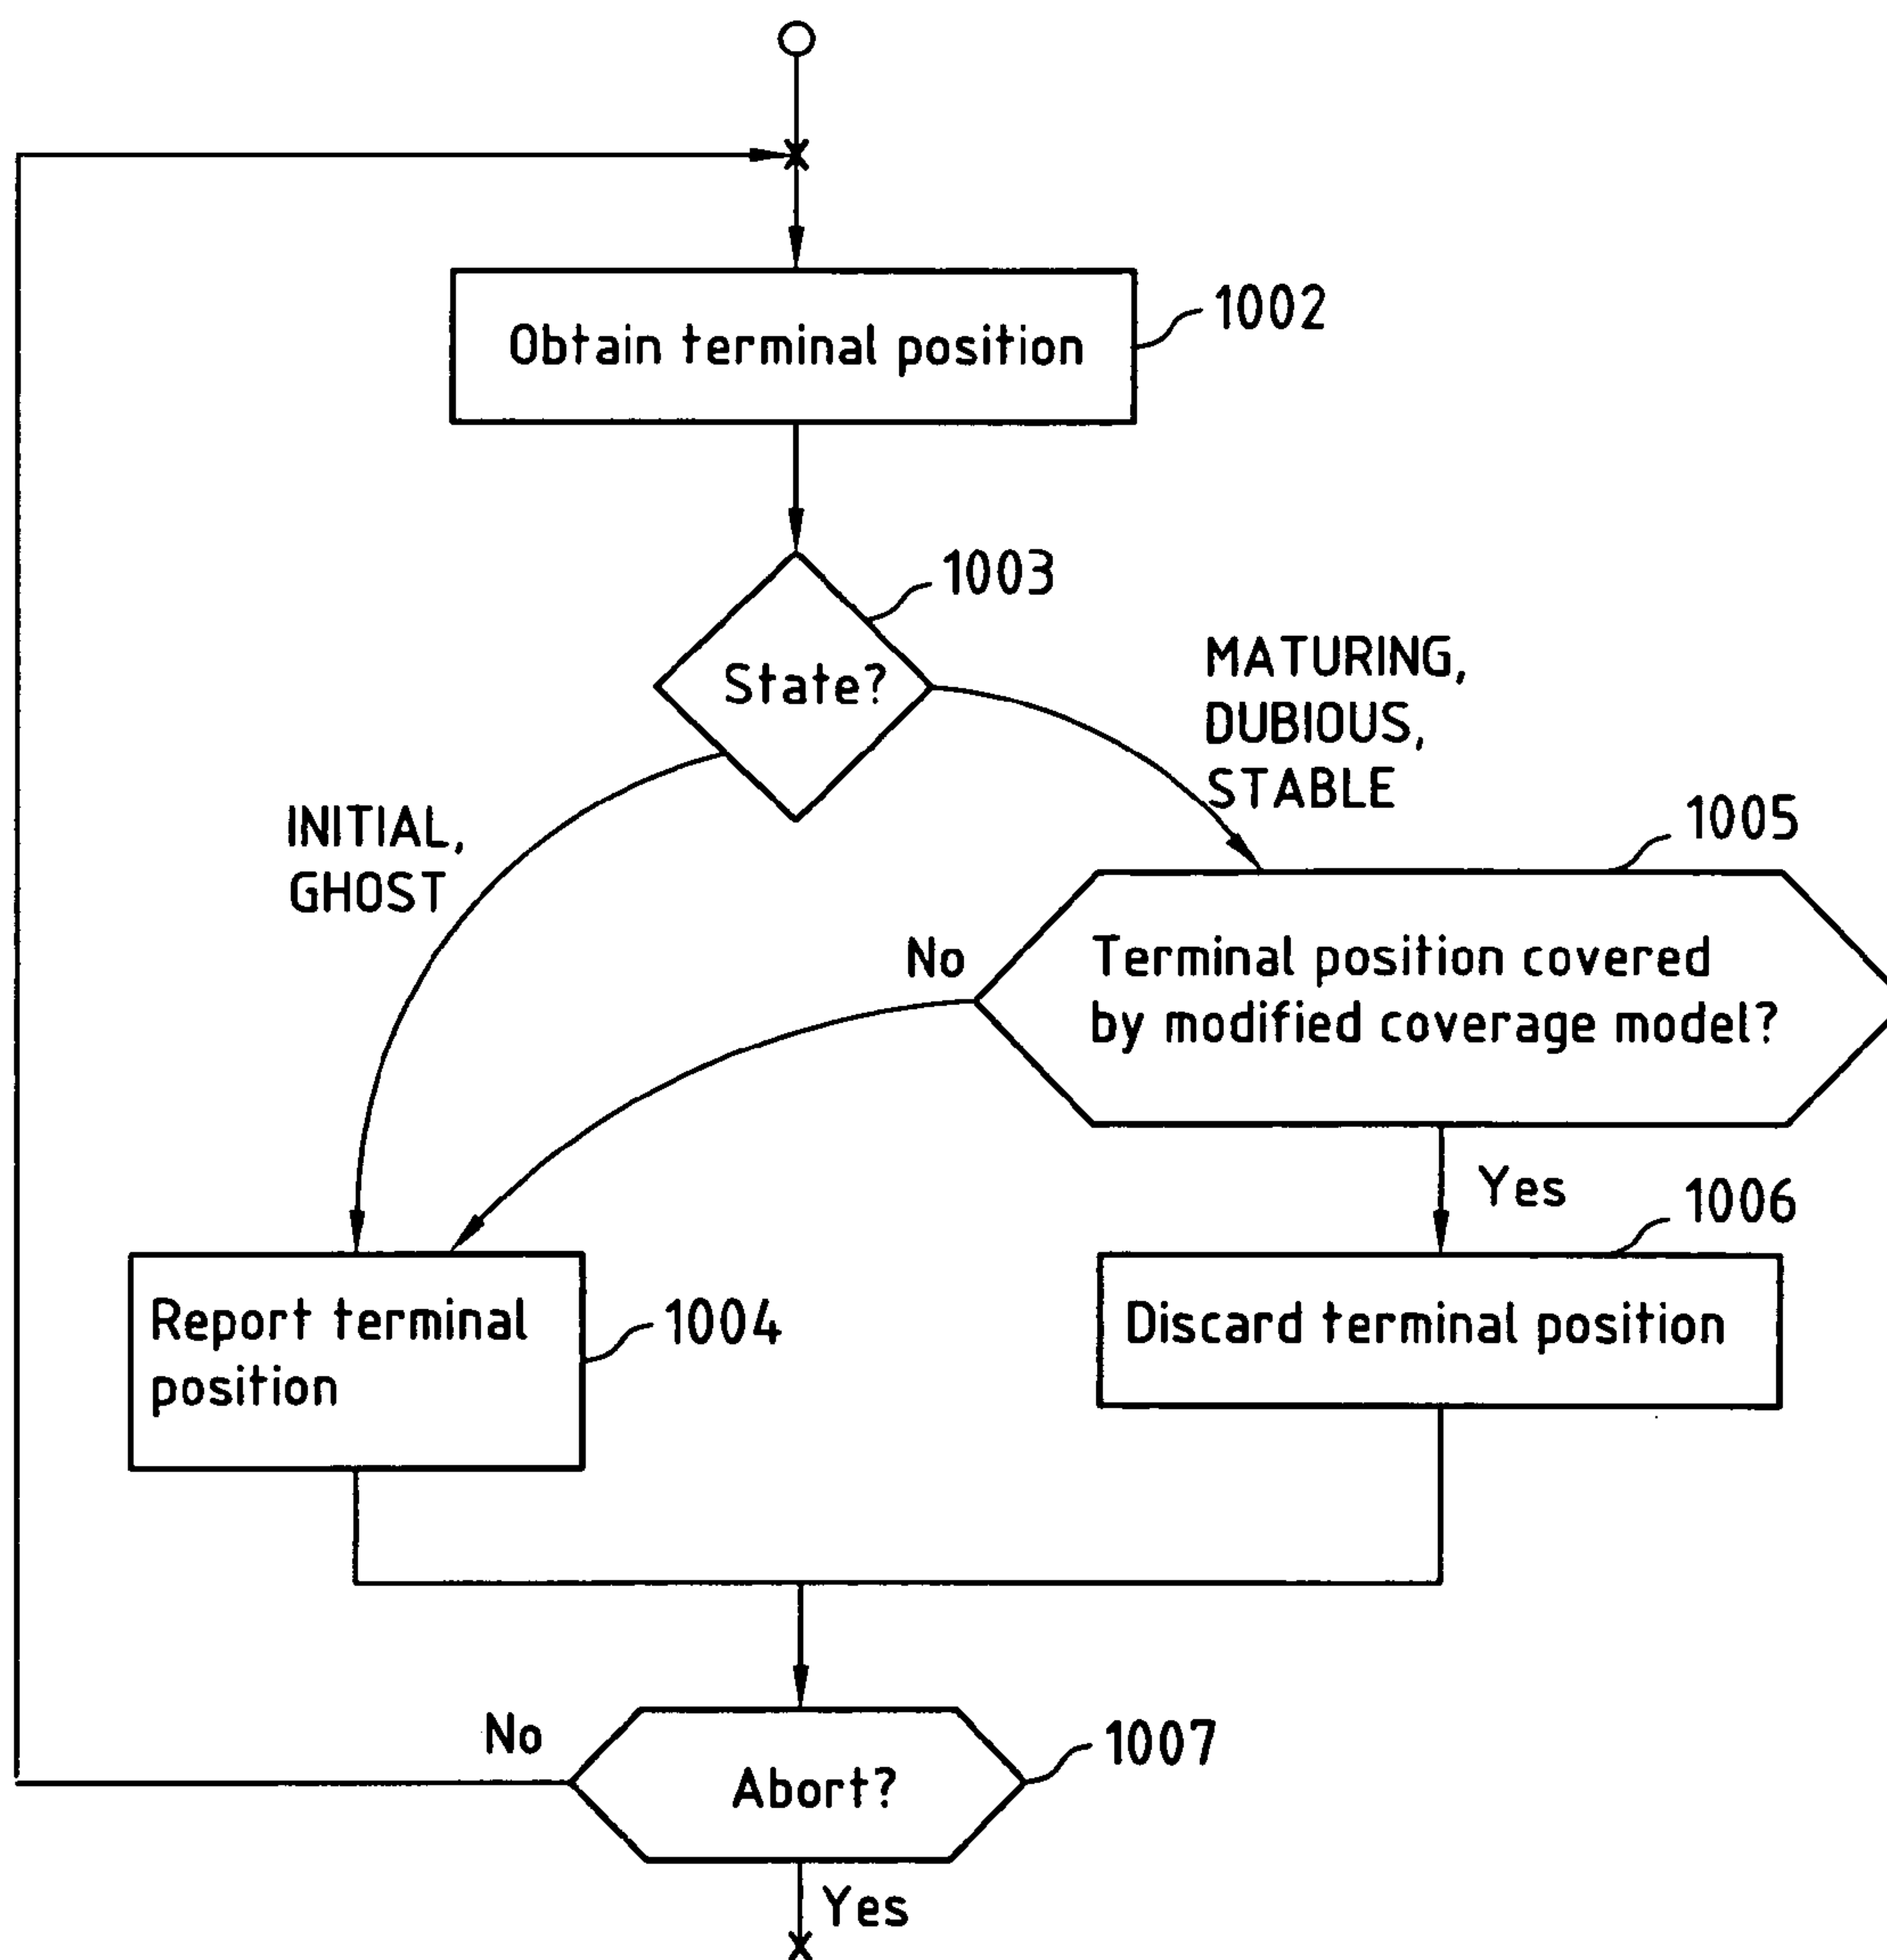 Obtain terminal position
1002
1003
State?
MATURING,
DUBIOUS,
STABLE
INITIAL,
GHOST
1005
No
Terminal position covered
by modified coverage model?
Yes
1006
Report terminal
position
1004
Discard terminal position
No
Abort?
1007
Yes